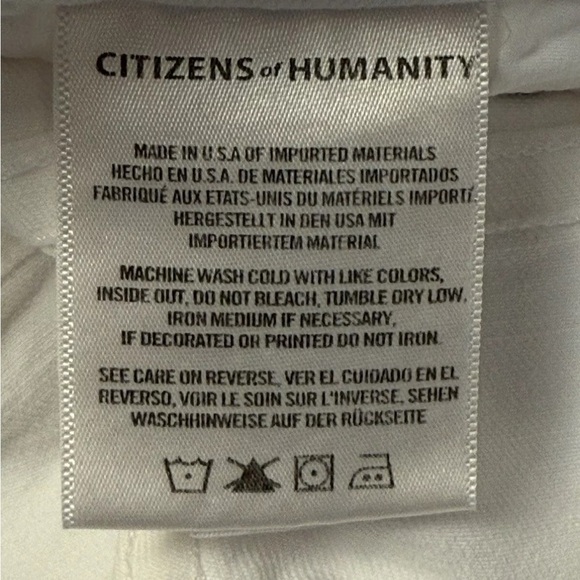 CITIZENS of HUMANITY
MADE IN U.S.A OF IMPORTED MATERIALS
HECHO EN U.S.A. DE MATERIALES IMPORTADOS
FABRIQUÉ AUX ETATS-UNIS DU MATÉRIELS IMPORTÉ
HERGESTELLT IN DEN USA MIT
IMPORTIERTEM MATERIAL
MACHINE WASH COLD WITH LIKE COLORS,
INSIDE OUT, DO NOT BLEACH, TUMBLE DRY LOW.
IRON MEDIUM IF NECESSARY,
IF DECORATED OR PRINTED DO NOT IRON.
SEE CARE ON REVERSE, VER EL CUIDADO EN EL
REVERSO, VOIR LE SOIN SUR L'INVERSE, SEHEN
WASCHHINWEISE AUF DER RÜCKSEITE